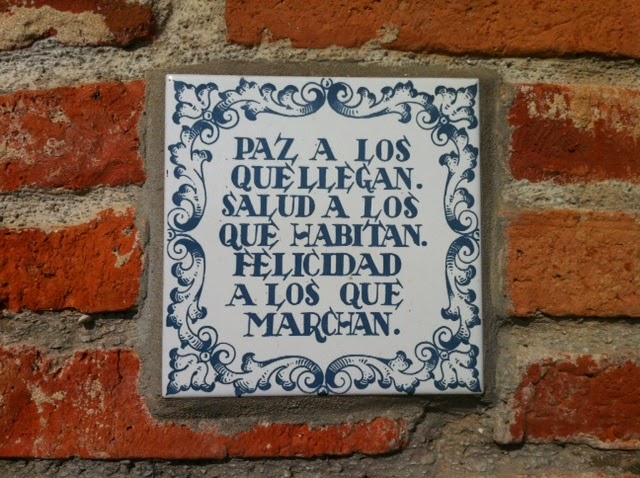 PAZ A LOS
QUE LLEGAN.
SALUD A LOS
QUE HABITAN.
FELICIDAD
A LOS QUE
MARCHAN.